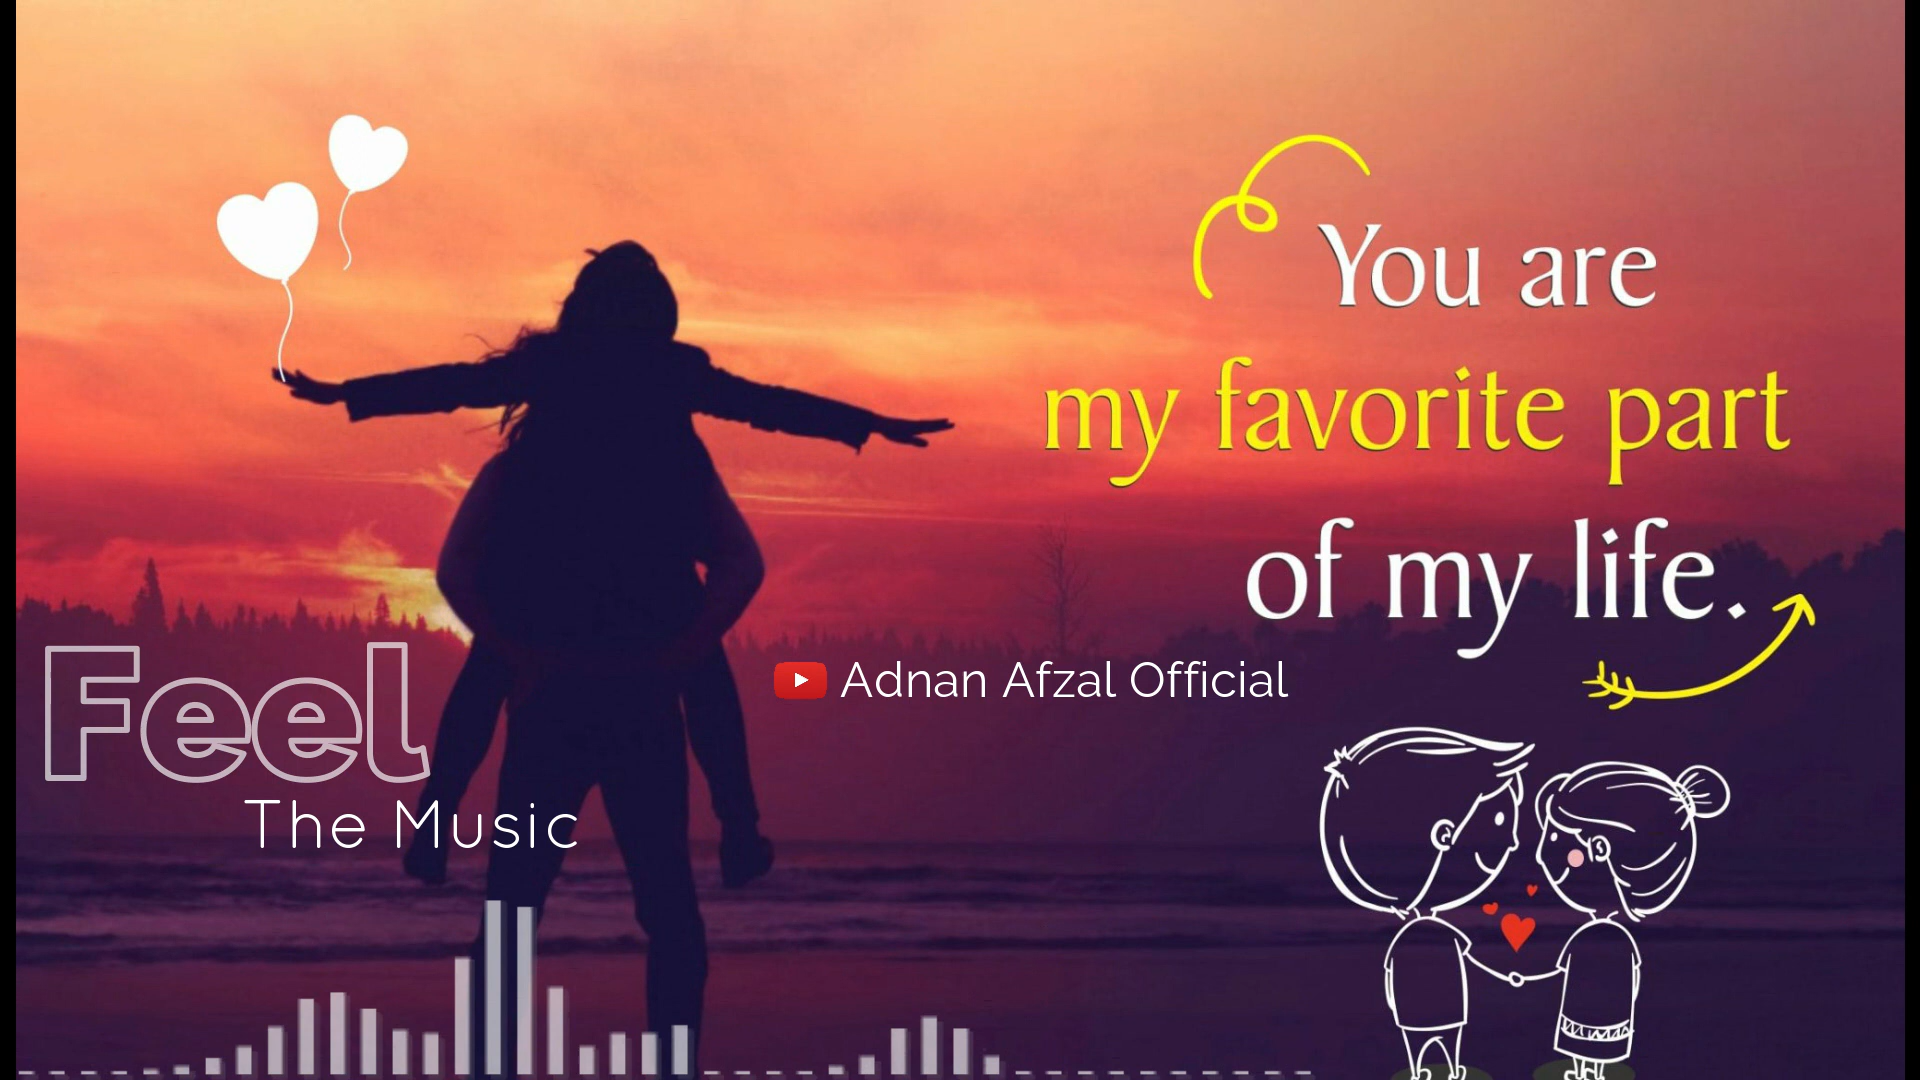 You are
my favorite part
of my life.
Feel
The Music
Adnan Afzal Official